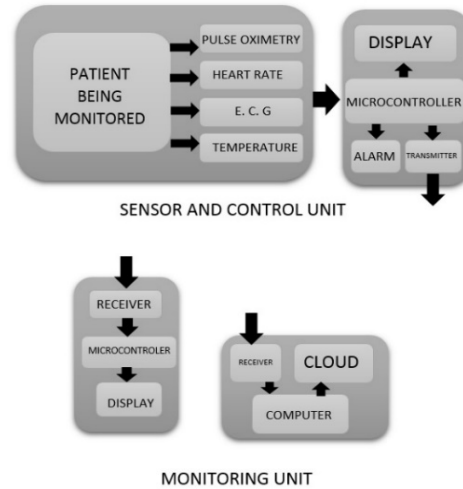 PATIENT
BEING
MONITORED
PULSE OXIMETRY
HEART RATE
E. C. G
TEMPERATURE
DISPLAY
MICROCONTROLLER
ALARM
TRANSMITTER
SENSOR AND CONTROL UNIT
RECEIVER
MICROCONTROLER
DISPLAY
RECEIVER
CLOUD
COMPUTER
MONITORING UNIT